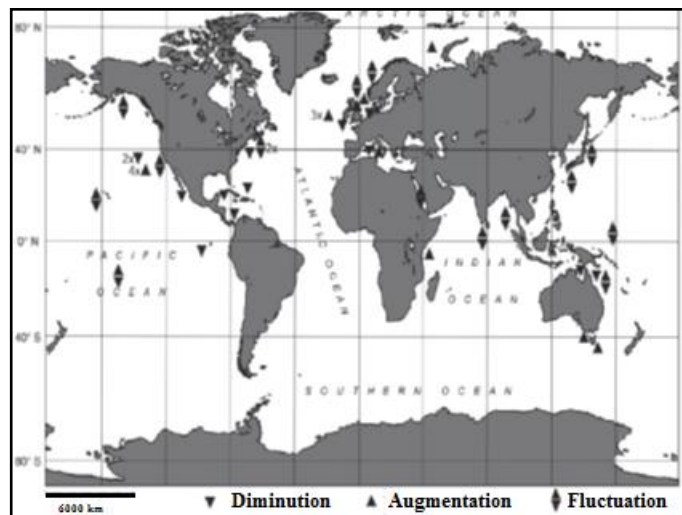 ARCTIC OCEAN
80° N
3x
40° N
2x
2x
4x
ATLANTIC OCEAN
0° N
PACIFIC
OCEAN
INDIAN
OCEAN
40° S
SOUTHERN OCEAN
80° S
6000 km
Diminution
Augmentation
Fluctuation